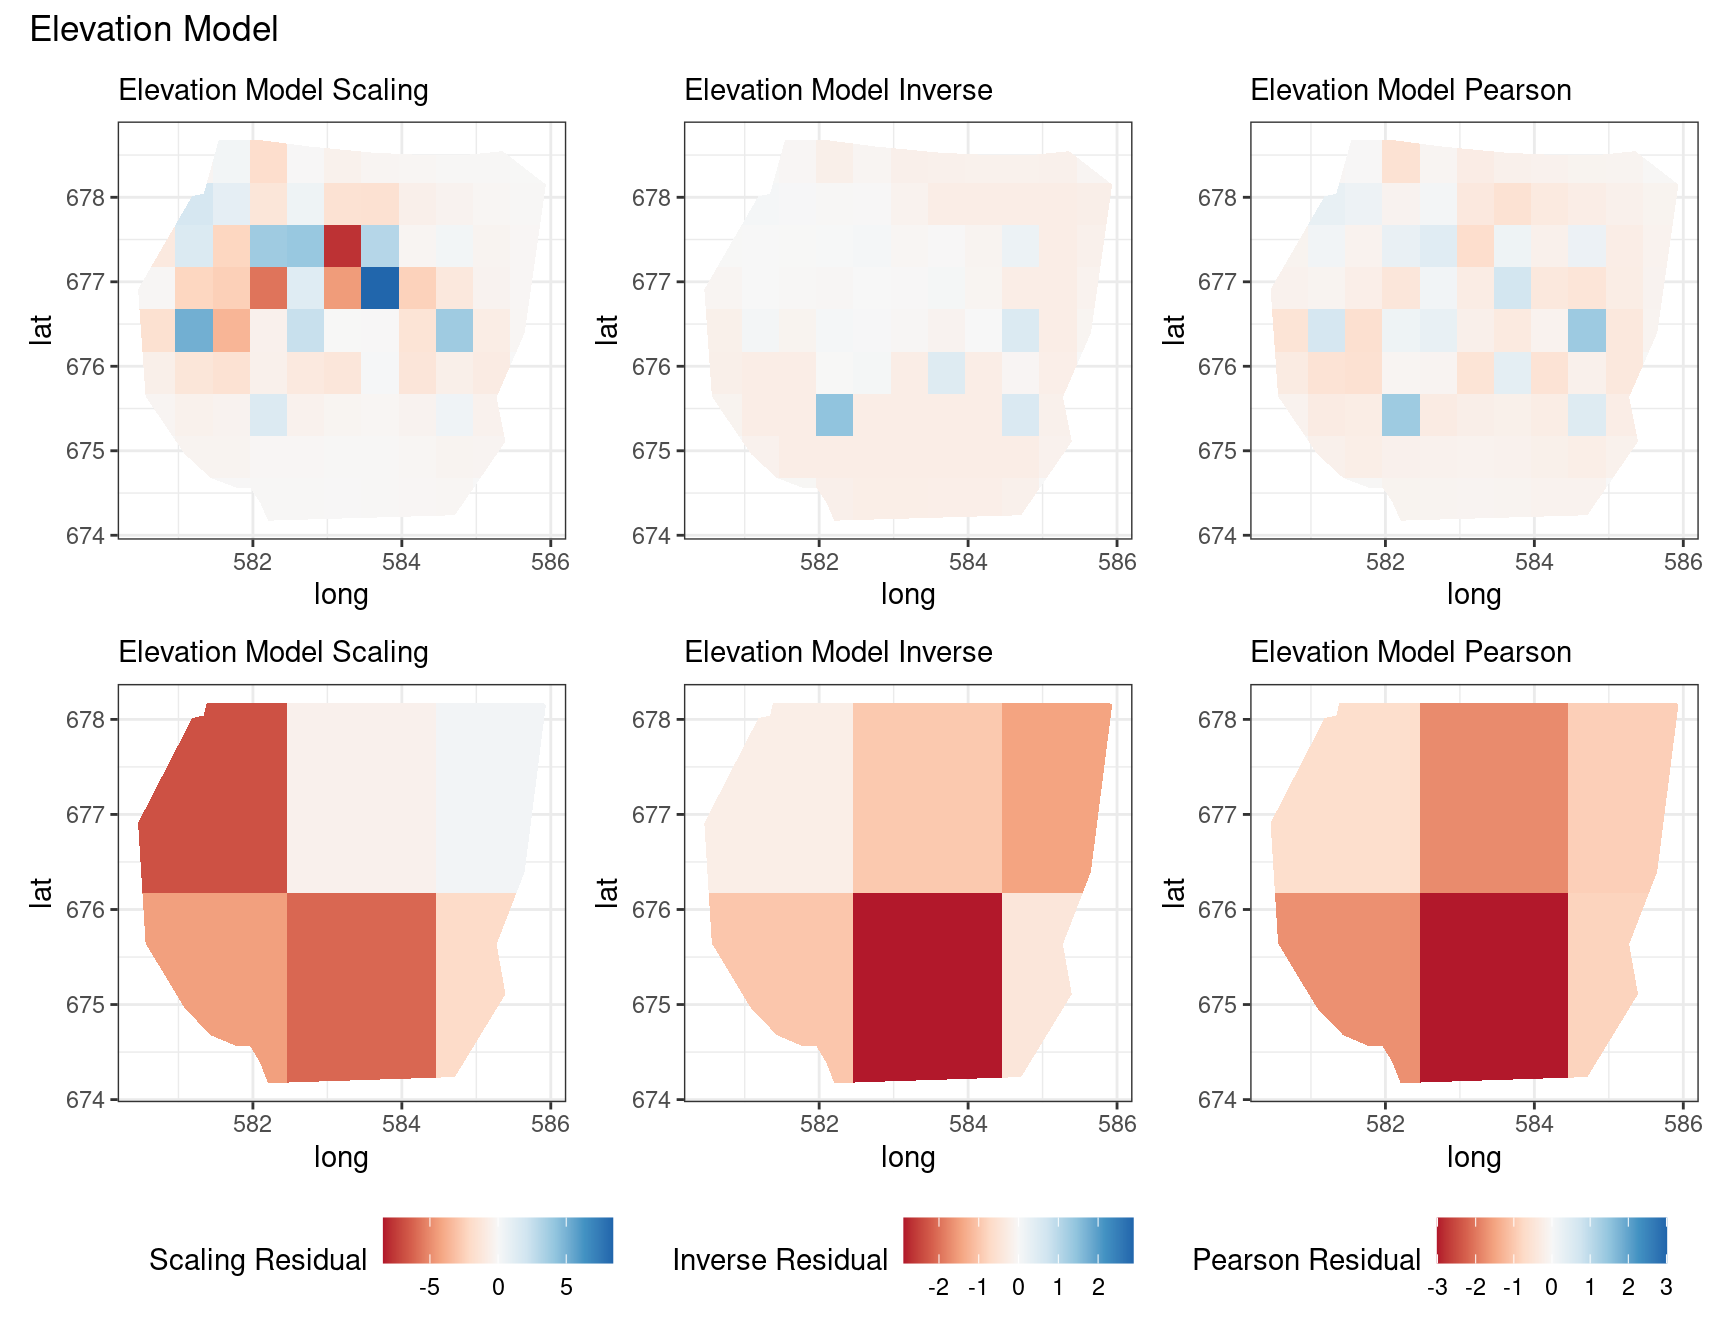 Elevation Model
Elevation Model Scaling
Elevation Model Inverse
Elevation Model Pearson
678
677
676
675
674
lat
582
584
586
long
678
677
676
675
674
lat
582
584
586
long
678
677
676
675
674
lat
582
584
586
long
Elevation Model Scaling
Elevation Model Inverse
Elevation Model Pearson
678
677
676
675
674
lat
582
584
586
long
678
677
676
675
674
lat
582
584
586
long
678
677
676
675
674
lat
582
584
586
long
Scaling Residual
-5 0 5
Inverse Residual
-2 -1 0 1 2
Pearson Residual
-3 -2 -1 0 1 2 3